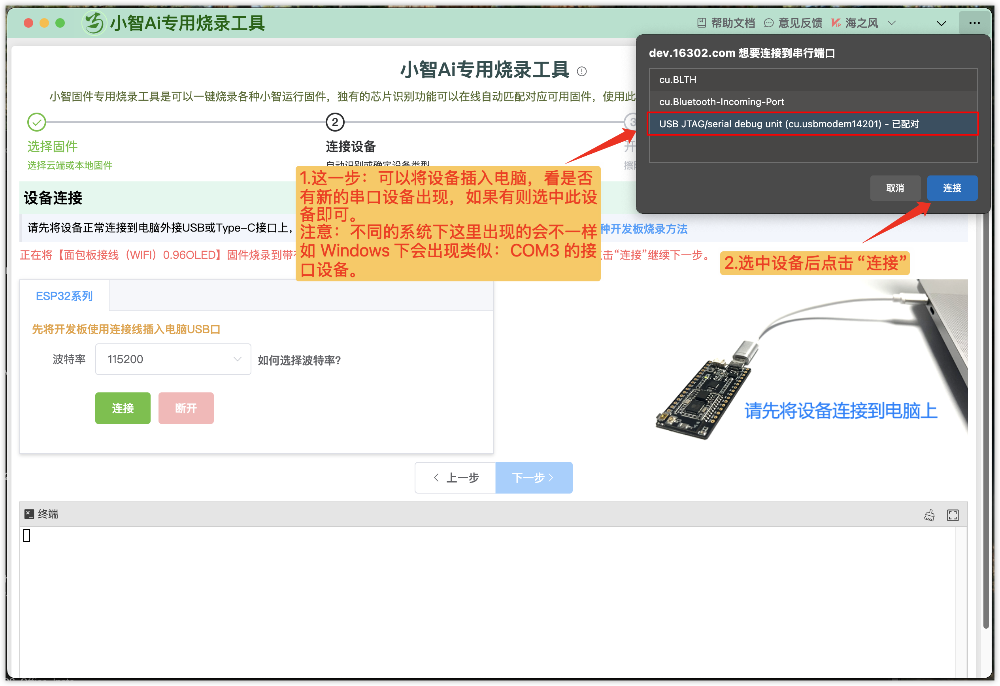 小智Ai专用烧录工具
帮助文档
意见反馈
海之风
dev.16302.com 想要连接到串行端口
cu.BLTH
cu.Bluetooth-Incoming-Port
USB JTAG/serial debug unit (cu.usbmodem14201) - 已配对
取消
连接
小智Ai专用烧录工具
小智固件专用烧录工具是可以一键烧录各种小智运行固件，独有的芯片识别功能可以在线自动匹配对应可用固件，使用此
2
3
选择固件
选择云端或本地固件
连接设备
自动识别或确定设备类型
开
擦
1.这一步：可以将设备插入电脑，看是否
有新的串口设备出现，如果有则选中此设
备即可。
注意：不同的系统下这里出现的会不一样
如 Windows 下会出现类似：COM3 的接
口设备。
2.选中设备后点击 “连接”
设备连接
请先将设备正常连接到电脑外接USB或Type-C接口上，
种开发板烧录方法
正在将【面包板接线（WIFI）0.96OLED】固件烧录到带
击“连接”继续下一步。
ESP32系列
先将开发板使用连接线插入电脑USB口
波特率
115200
如何选择波特率?
连接
断开
请先将设备连接到电脑上
上一步
下一步
终端